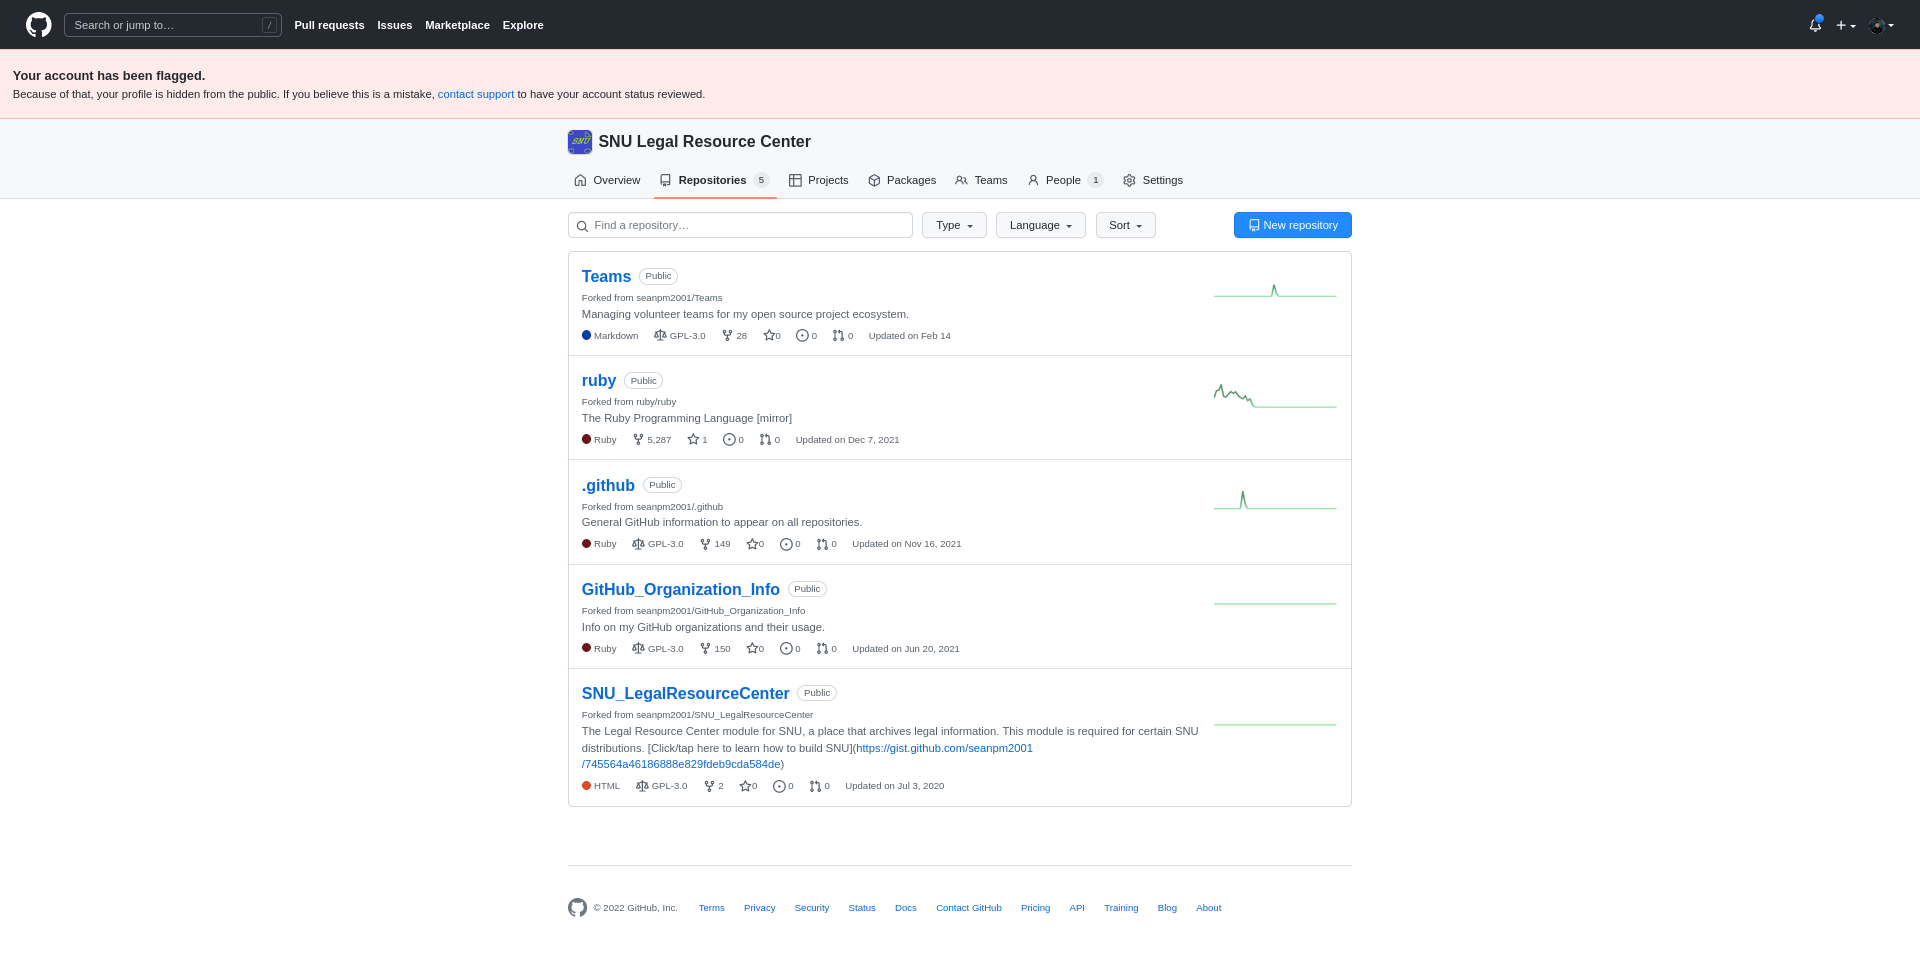 Search or jump to… /
Pull requests Issues Marketplace Explore
Your account has been flagged.
Because of that, your profile is hidden from the public. If you believe this is a mistake, contact support to have your account status reviewed.
SNU SNU Legal Resource Center
Overview Repositories 5 Projects Packages Teams People 1 Settings
Find a repository… Type Language Sort New repository
Teams Public
Forked from seanpm2001/Teams
Managing volunteer teams for my open source project ecosystem.
Markdown GPL-3.0 28 0 0 0 Updated on Feb 14
ruby Public
Forked from ruby/ruby
The Ruby Programming Language [mirror]
Ruby 5,287 1 0 0 Updated on Dec 7, 2021
.github Public
Forked from seanpm2001/.github
General GitHub information to appear on all repositories.
Ruby GPL-3.0 149 0 0 0 Updated on Nov 16, 2021
GitHub_Organization_Info Public
Forked from seanpm2001/GitHub_Organization_Info
Info on my GitHub organizations and their usage.
Ruby GPL-3.0 150 0 0 0 Updated on Jun 20, 2021
SNU_LegalResourceCenter Public
Forked from seanpm2001/SNU_LegalResourceCenter
The Legal Resource Center module for SNU, a place that archives legal information. This module is required for certain SNU
distributions. [Click/tap here to learn how to build SNU](https://gist.github.com/seanpm2001
/745564a46186888e829fdeb9cda584de)
HTML GPL-3.0 2 0 0 0 Updated on Jul 3, 2020
© 2022 GitHub, Inc. Terms Privacy Security Status Docs Contact GitHub Pricing API Training Blog About